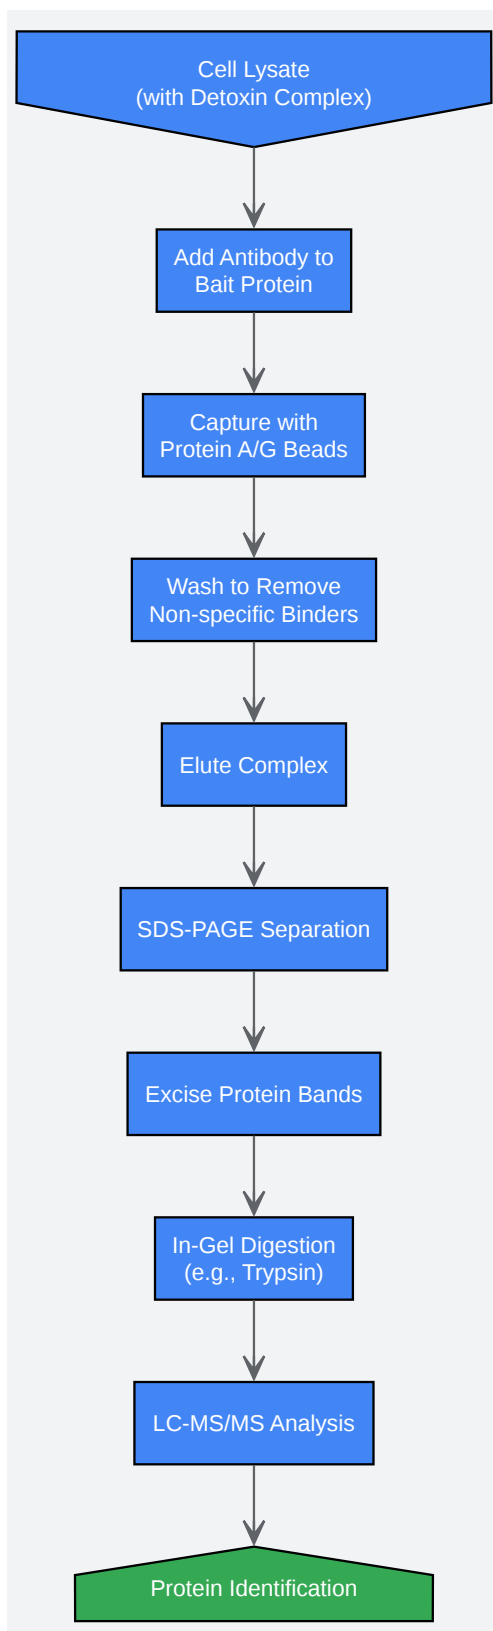 Cell Lysate
(with Detoxin Complex)
Add Antibody to
Bait Protein
Capture with
Protein A/G Beads
Wash to Remove
Non-specific Binders
Elute Complex
SDS-PAGE Separation
Excise Protein Bands
In-Gel Digestion
(e.g., Trypsin)
LC-MS/MS Analysis
Protein Identification